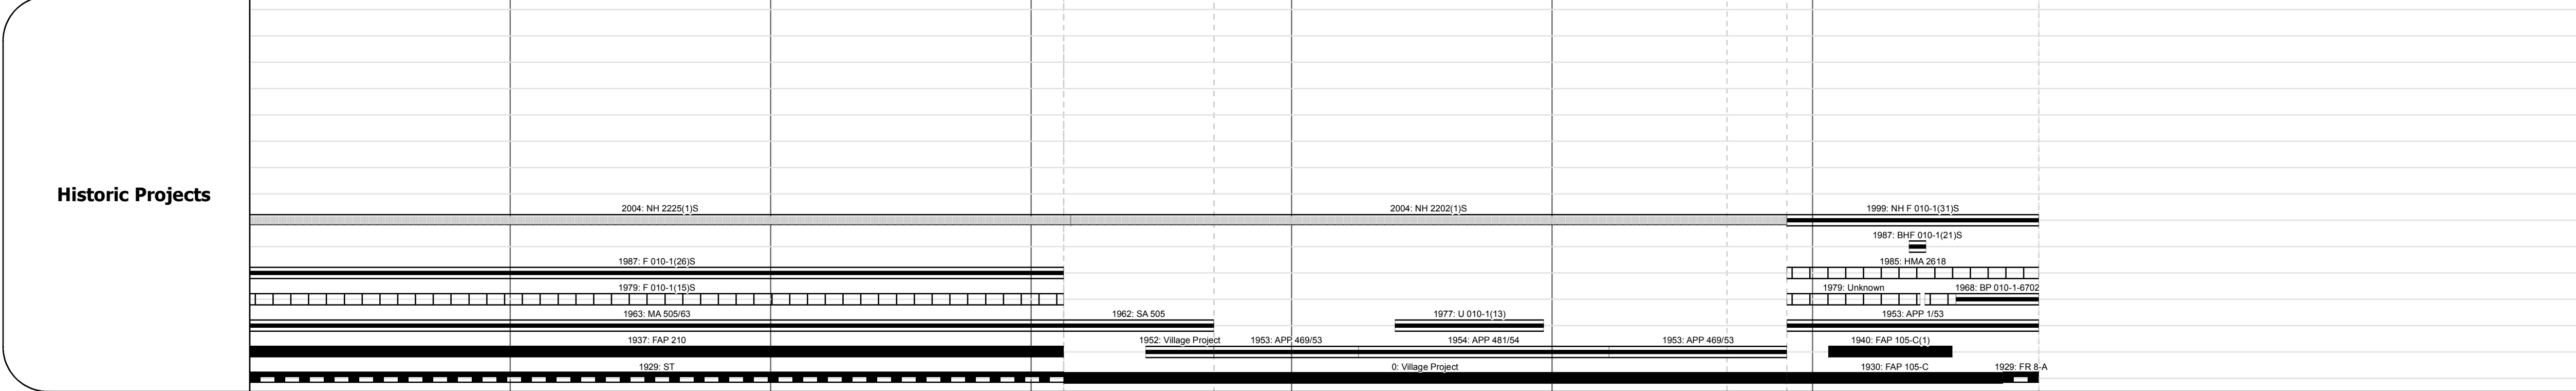 Historic Projects
2004: NH 2225(1)S 2004: NH 2202(1)S 1999: NH F 010-1(31)S
1987: BHF 010-1(21)S
1987: F 010-1(26)S 1985: HMA 2618
1979: F 010-1(15)S 1979: Unknown 1968: BP 010-1-6702
1963: MA 505/63 1962: SA 505 1977: U 010-1(13) 1953: APP 1/53
1937: FAP 210 1952: Village Project 1953: APP 469/53 1954: APP 481/54 1953: APP 469/53 1940: FAP 105-C(1)
1929: ST 0: Village Project 1930: FAP 105-C 1929: FR 8-A